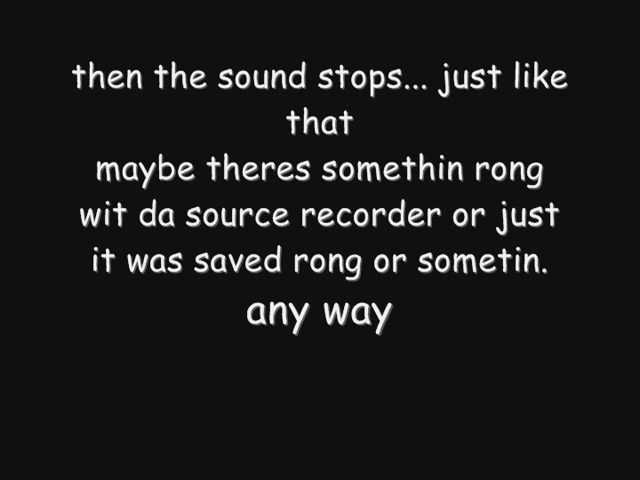 then the sound stops... just like
that
maybe theres somethin rong
wit da source recorder or just
it was saved rong or sometin.
any way